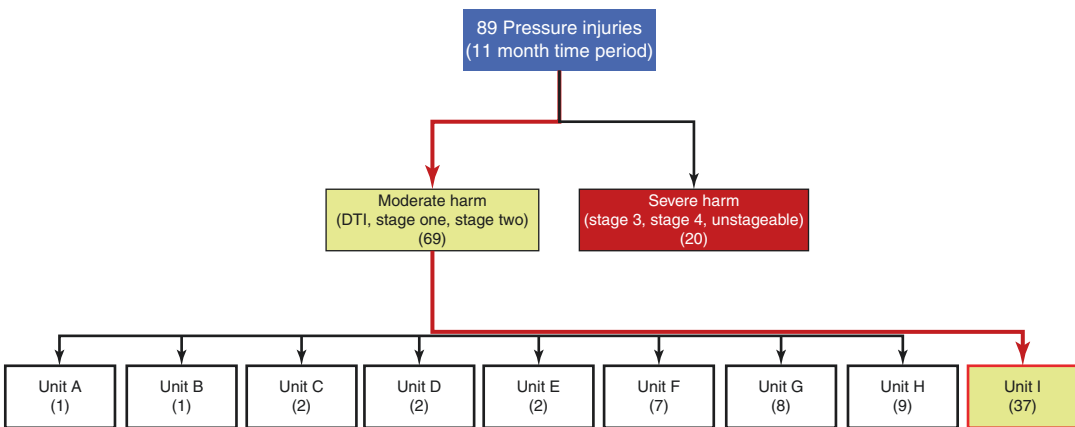 89 Pressure injuries
(11 month time period)
Moderate harm
(DTI, stage one, stage two)
(69)
Severe harm
(stage 3, stage 4, unstageable)
(20)
Unit A
(1)
Unit B
(1)
Unit C
(2)
Unit D
(2)
Unit E
(2)
Unit F
(7)
Unit G
(8)
Unit H
(9)
Unit I
(37)